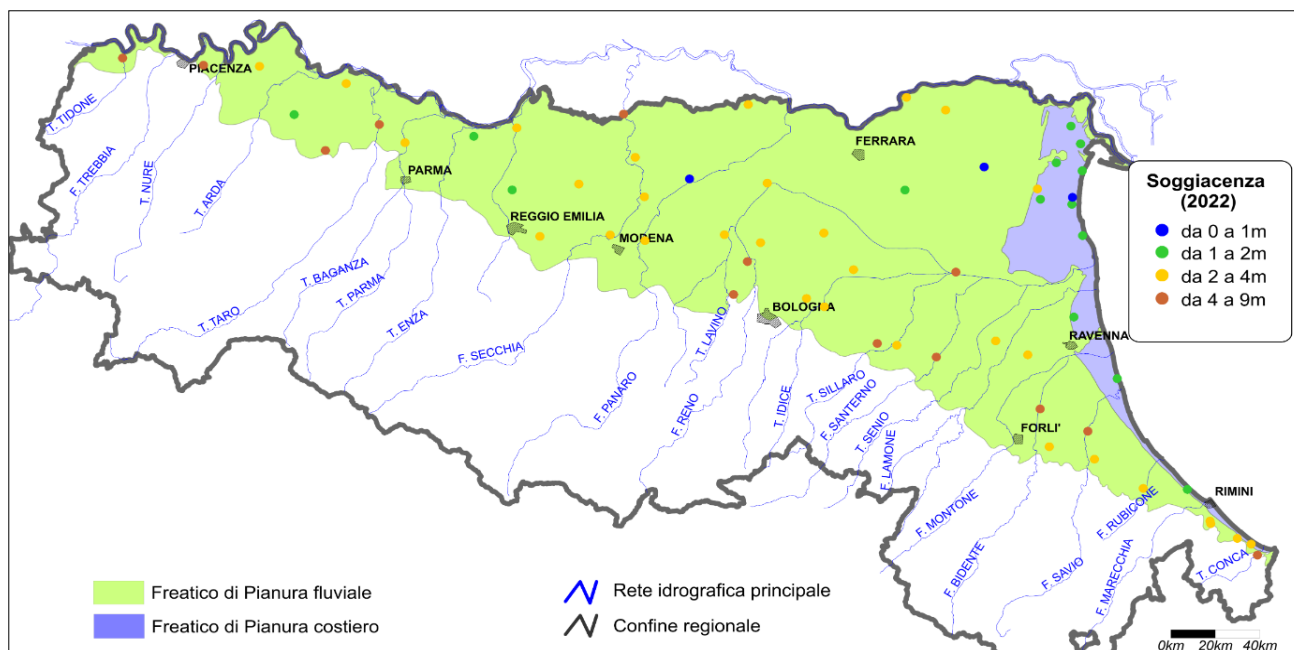 PIACENZA
T. TIDONE
F. TREBBIA
T. NURE
T. ARDA
PARMA
FERRARA
REGGIO EMILIA
MODENA
BOLOGNA
RAVENNA
FORLI'
RIMINI
T. TARO
T. BAGANZA
T. PARMA
T. ENZA
F. SECCHIA
F. PANARO
F. RENO
T. LAVINO
T. IDICE
T. SILLARO
F. SANTERNO
T. SENIO
F. LAMONE
F. MONTONE
F. BIDENTE
F. SAVIO
F. RUBICONE
F. MARECCHIA
T. CONCA
Soggiacenza
(2022)
da 0 a 1m
da 1 a 2m
da 2 a 4m
da 4 a 9m
Freatico di Pianura fluviale
Freatico di Pianura costiero
Rete idrografica principale
Confine regionale
0km 20km 40km